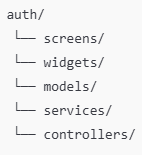 auth/
└── screens/
└── widgets/
└── models/
└── services/
└── controllers/